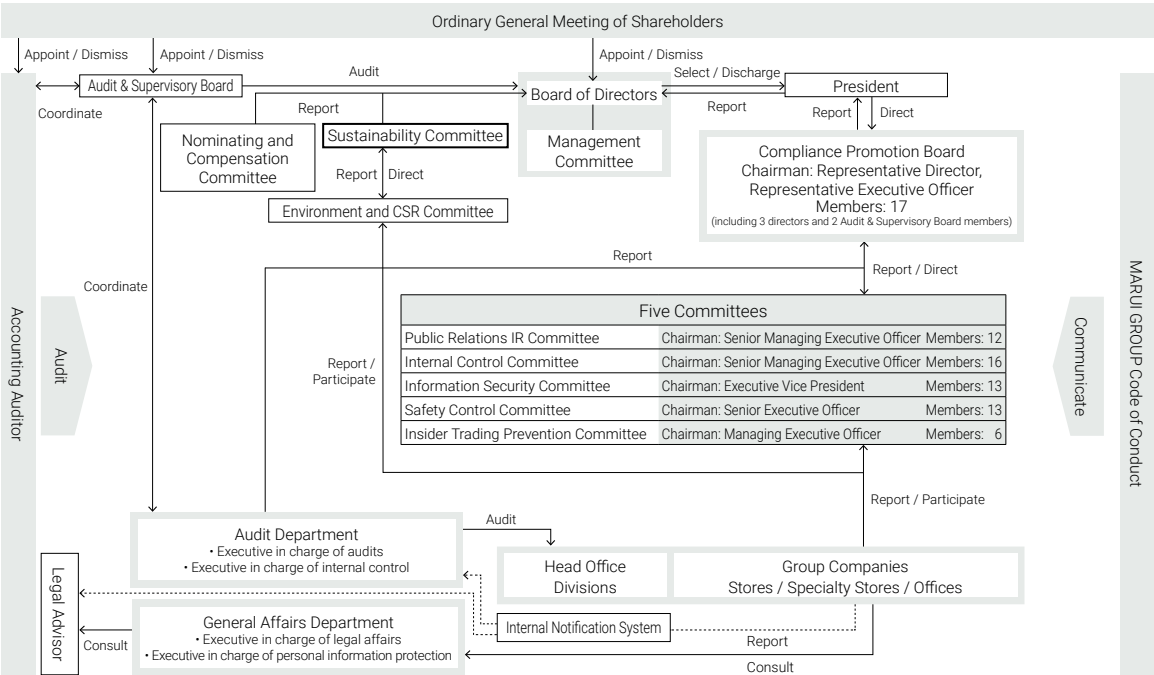 Ordinary General Meeting of Shareholders
Appoint / Dismiss
Appoint / Dismiss
Appoint / Dismiss
Audit & Supervisory Board
Audit
Board of Directors
Select / Discharge
Report
President
Coordinate
Report
Report
Direct
Nominating and
Compensation
Committee
Sustainability Committee
Management
Committee
Compliance Promotion Board
Chairman: Representative Director,
Representative Executive Officer
Members: 17
(including 3 directors and 2 Audit & Supervisory Board members)
Report
Direct
Environment and CSR Committee
Report
Report / Direct
Coordinate
Accounting Auditor
Audit
Report /
Participate
Five Committees
Public Relations IR Committee Chairman: Senior Managing Executive Officer Members: 12
Internal Control Committee Chairman: Senior Managing Executive Officer Members: 16
Information Security Committee Chairman: Executive Vice President Members: 13
Safety Control Committee Chairman: Senior Executive Officer Members: 13
Insider Trading Prevention Committee Chairman: Managing Executive Officer Members: 6
Communicate
MARUI GROUP Code of Conduct
Report / Participate
Audit Department
• Executive in charge of audits
• Executive in charge of internal control
Audit
Head Office
Divisions
Group Companies
Stores / Specialty Stores / Offices
Legal Advisor
Consult
General Affairs Department
• Executive in charge of legal affairs
• Executive in charge of personal information protection
Internal Notification System
Report
Consult